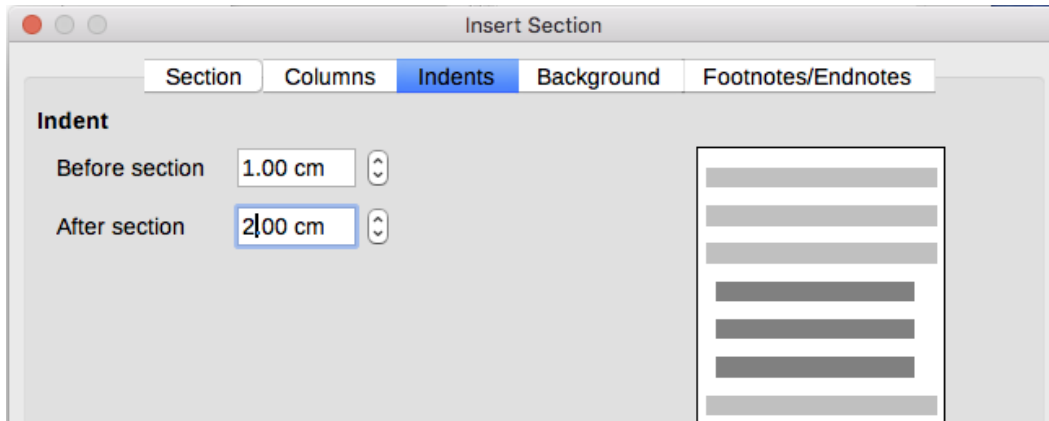 Insert Section
Section Columns Indents Background Footnotes/Endnotes
Indent
Before section 1.00 cm
After section 2.00 cm